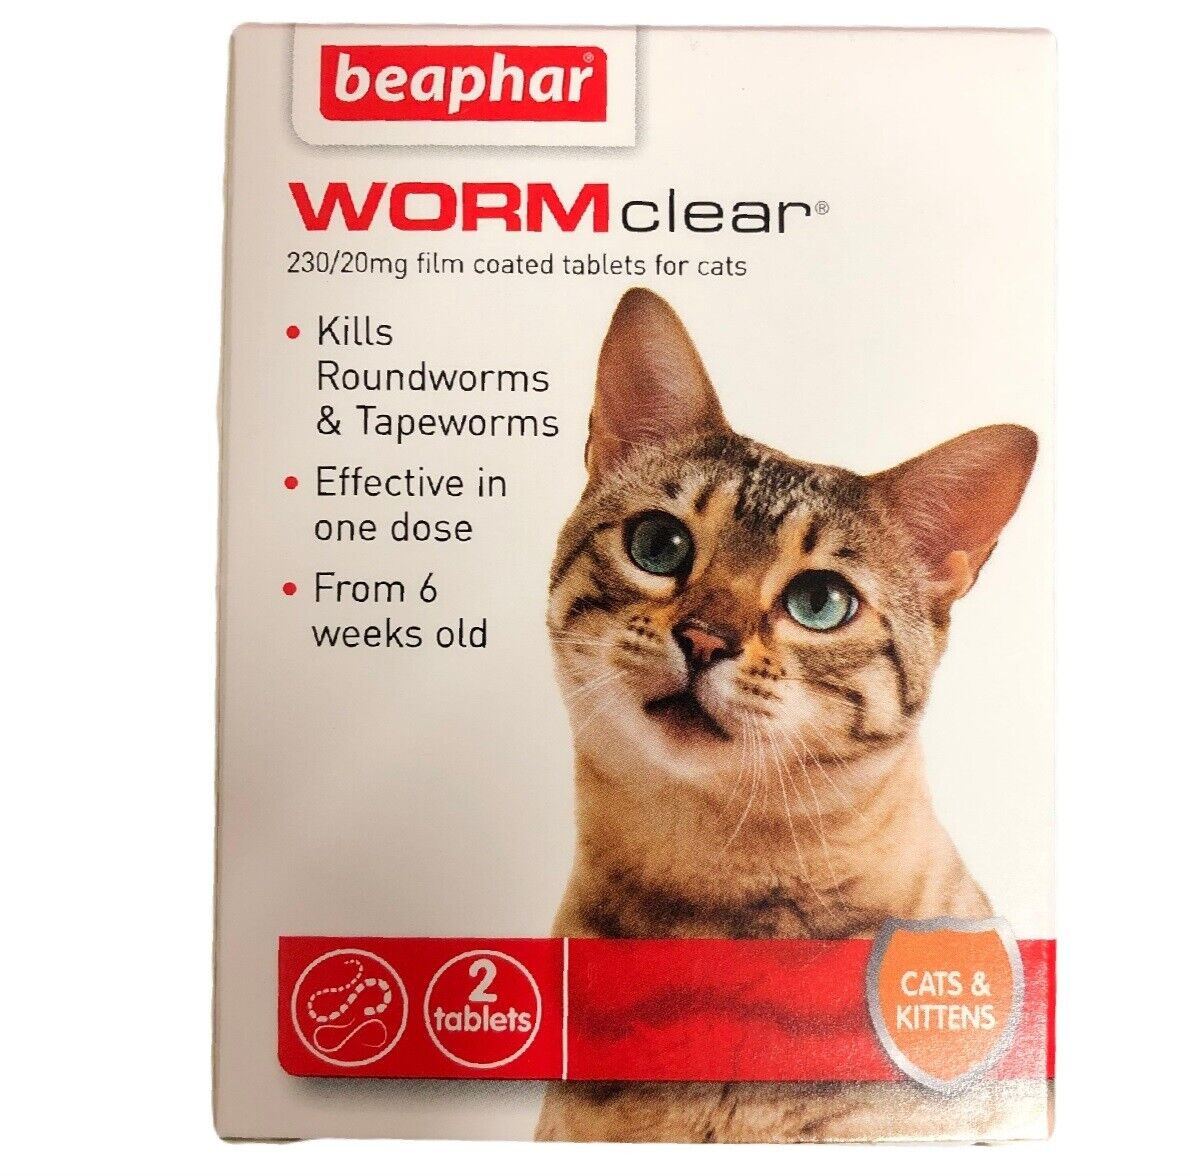 beaphar®
WORMclear®
230/20mg film coated tablets for cats
• Kills
Roundworms
& Tapeworms
• Effective in
one dose
• From 6
weeks old
2
tablets
CATS &
KITTENS